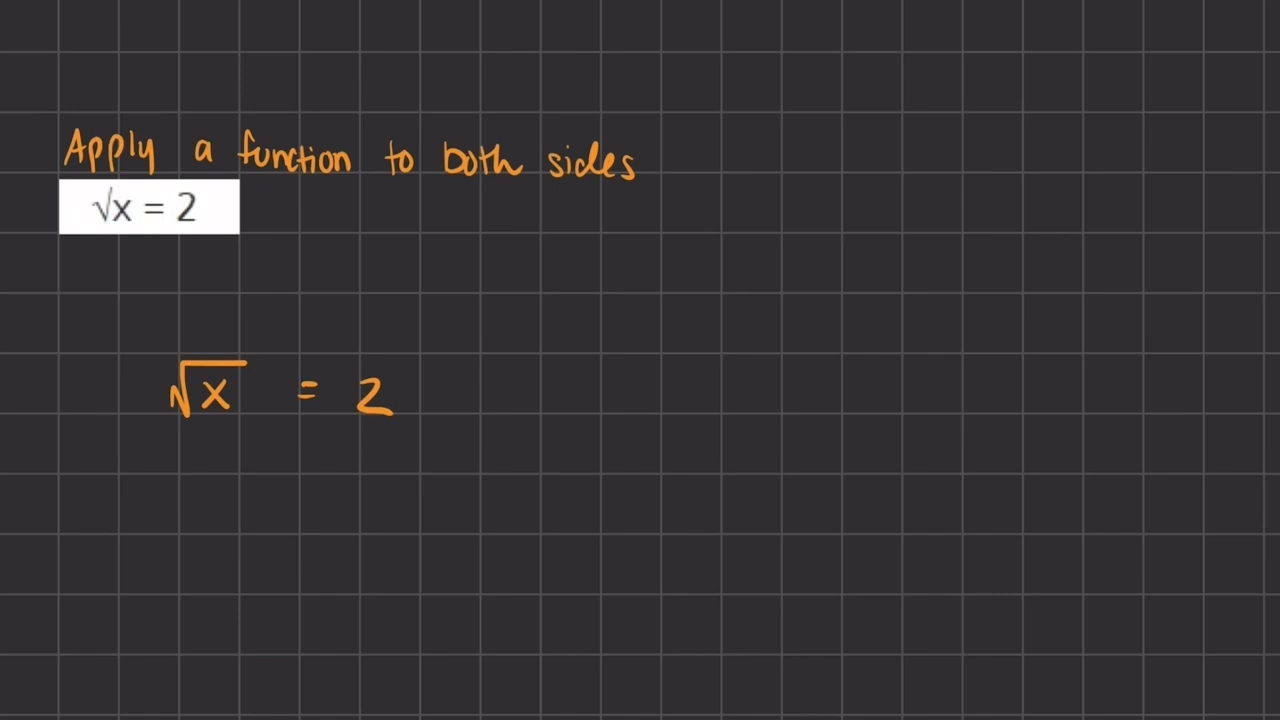 Apply a function to both sides
√x = 2
√x = 2